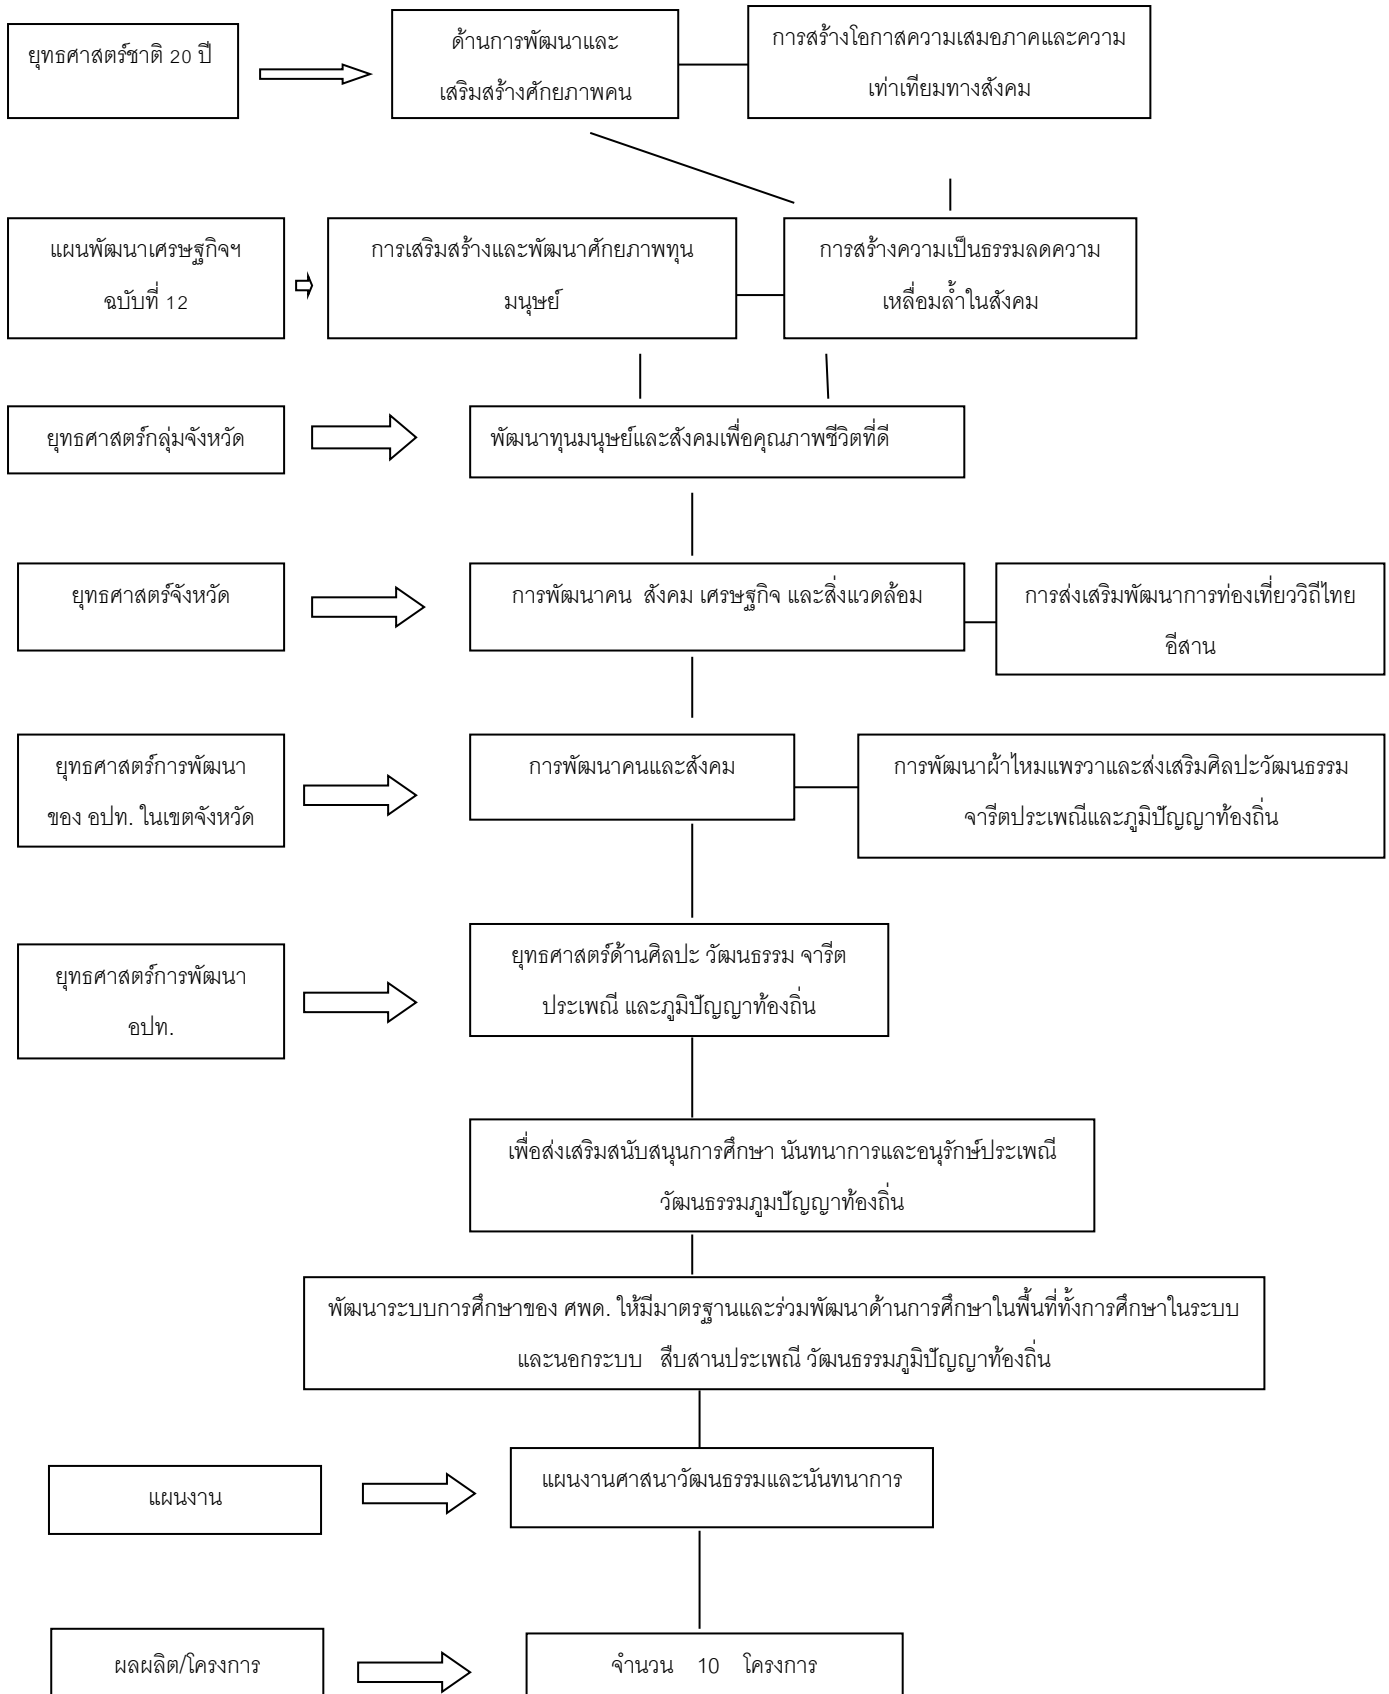 ยุทธศาสตร์ชาติ 20 ปี
ด้านการพัฒนาและ
เสริมสร้างศักยภาพคน
การสร้างโอกาสความเสมอภาคและความ
เท่าเทียมทางสังคม
แผนพัฒนาเศรษฐกิจฯ
ฉบับที่ 12
การเสริมสร้างและพัฒนาศักยภาพทุน
มนุษย์
การสร้างความเป็นธรรมลดความ
เหลื่อมล้ำในสังคม
ยุทธศาสตร์กลุ่มจังหวัด
พัฒนาทุนมนุษย์และสังคมเพื่อคุณภาพชีวิตที่ดี
ยุทธศาสตร์จังหวัด
การพัฒนาคน สังคม เศรษฐกิจ และสิ่งแวดล้อม
การส่งเสริมพัฒนาการท่องเที่ยววิถีไทย
อีสาน
ยุทธศาสตร์การพัฒนา
ของ อปท. ในเขตจังหวัด
การพัฒนาคนและสังคม
การพัฒนาผ้าไหมแพรวาและส่งเสริมศิลปะวัฒนธรรม
จารีตประเพณีและภูมิปัญญาท้องถิ่น
ยุทธศาสตร์การพัฒนา
อปท.
ยุทธศาสตร์ด้านศิลปะ วัฒนธรรม จารีต
ประเพณี และภูมิปัญญาท้องถิ่น
เพื่อส่งเสริมสนับสนุนการศึกษา นันทนาการและอนุรักษ์ประเพณี
วัฒนธรรมภูมปัญญาท้องถิ่น
พัฒนาระบบการศึกษาของ ศพด. ให้มีมาตรฐานและร่วมพัฒนาด้านการศึกษาในพื้นที่ทั้งการศึกษาในระบบ
และนอกระบบ สืบสานประเพณี วัฒนธรรมภูมิปัญญาท้องถิ่น
แผนงาน
แผนงานศาสนาวัฒนธรรมและนันทนาการ
ผลผลิต/โครงการ
จำนวน 10 โครงการ